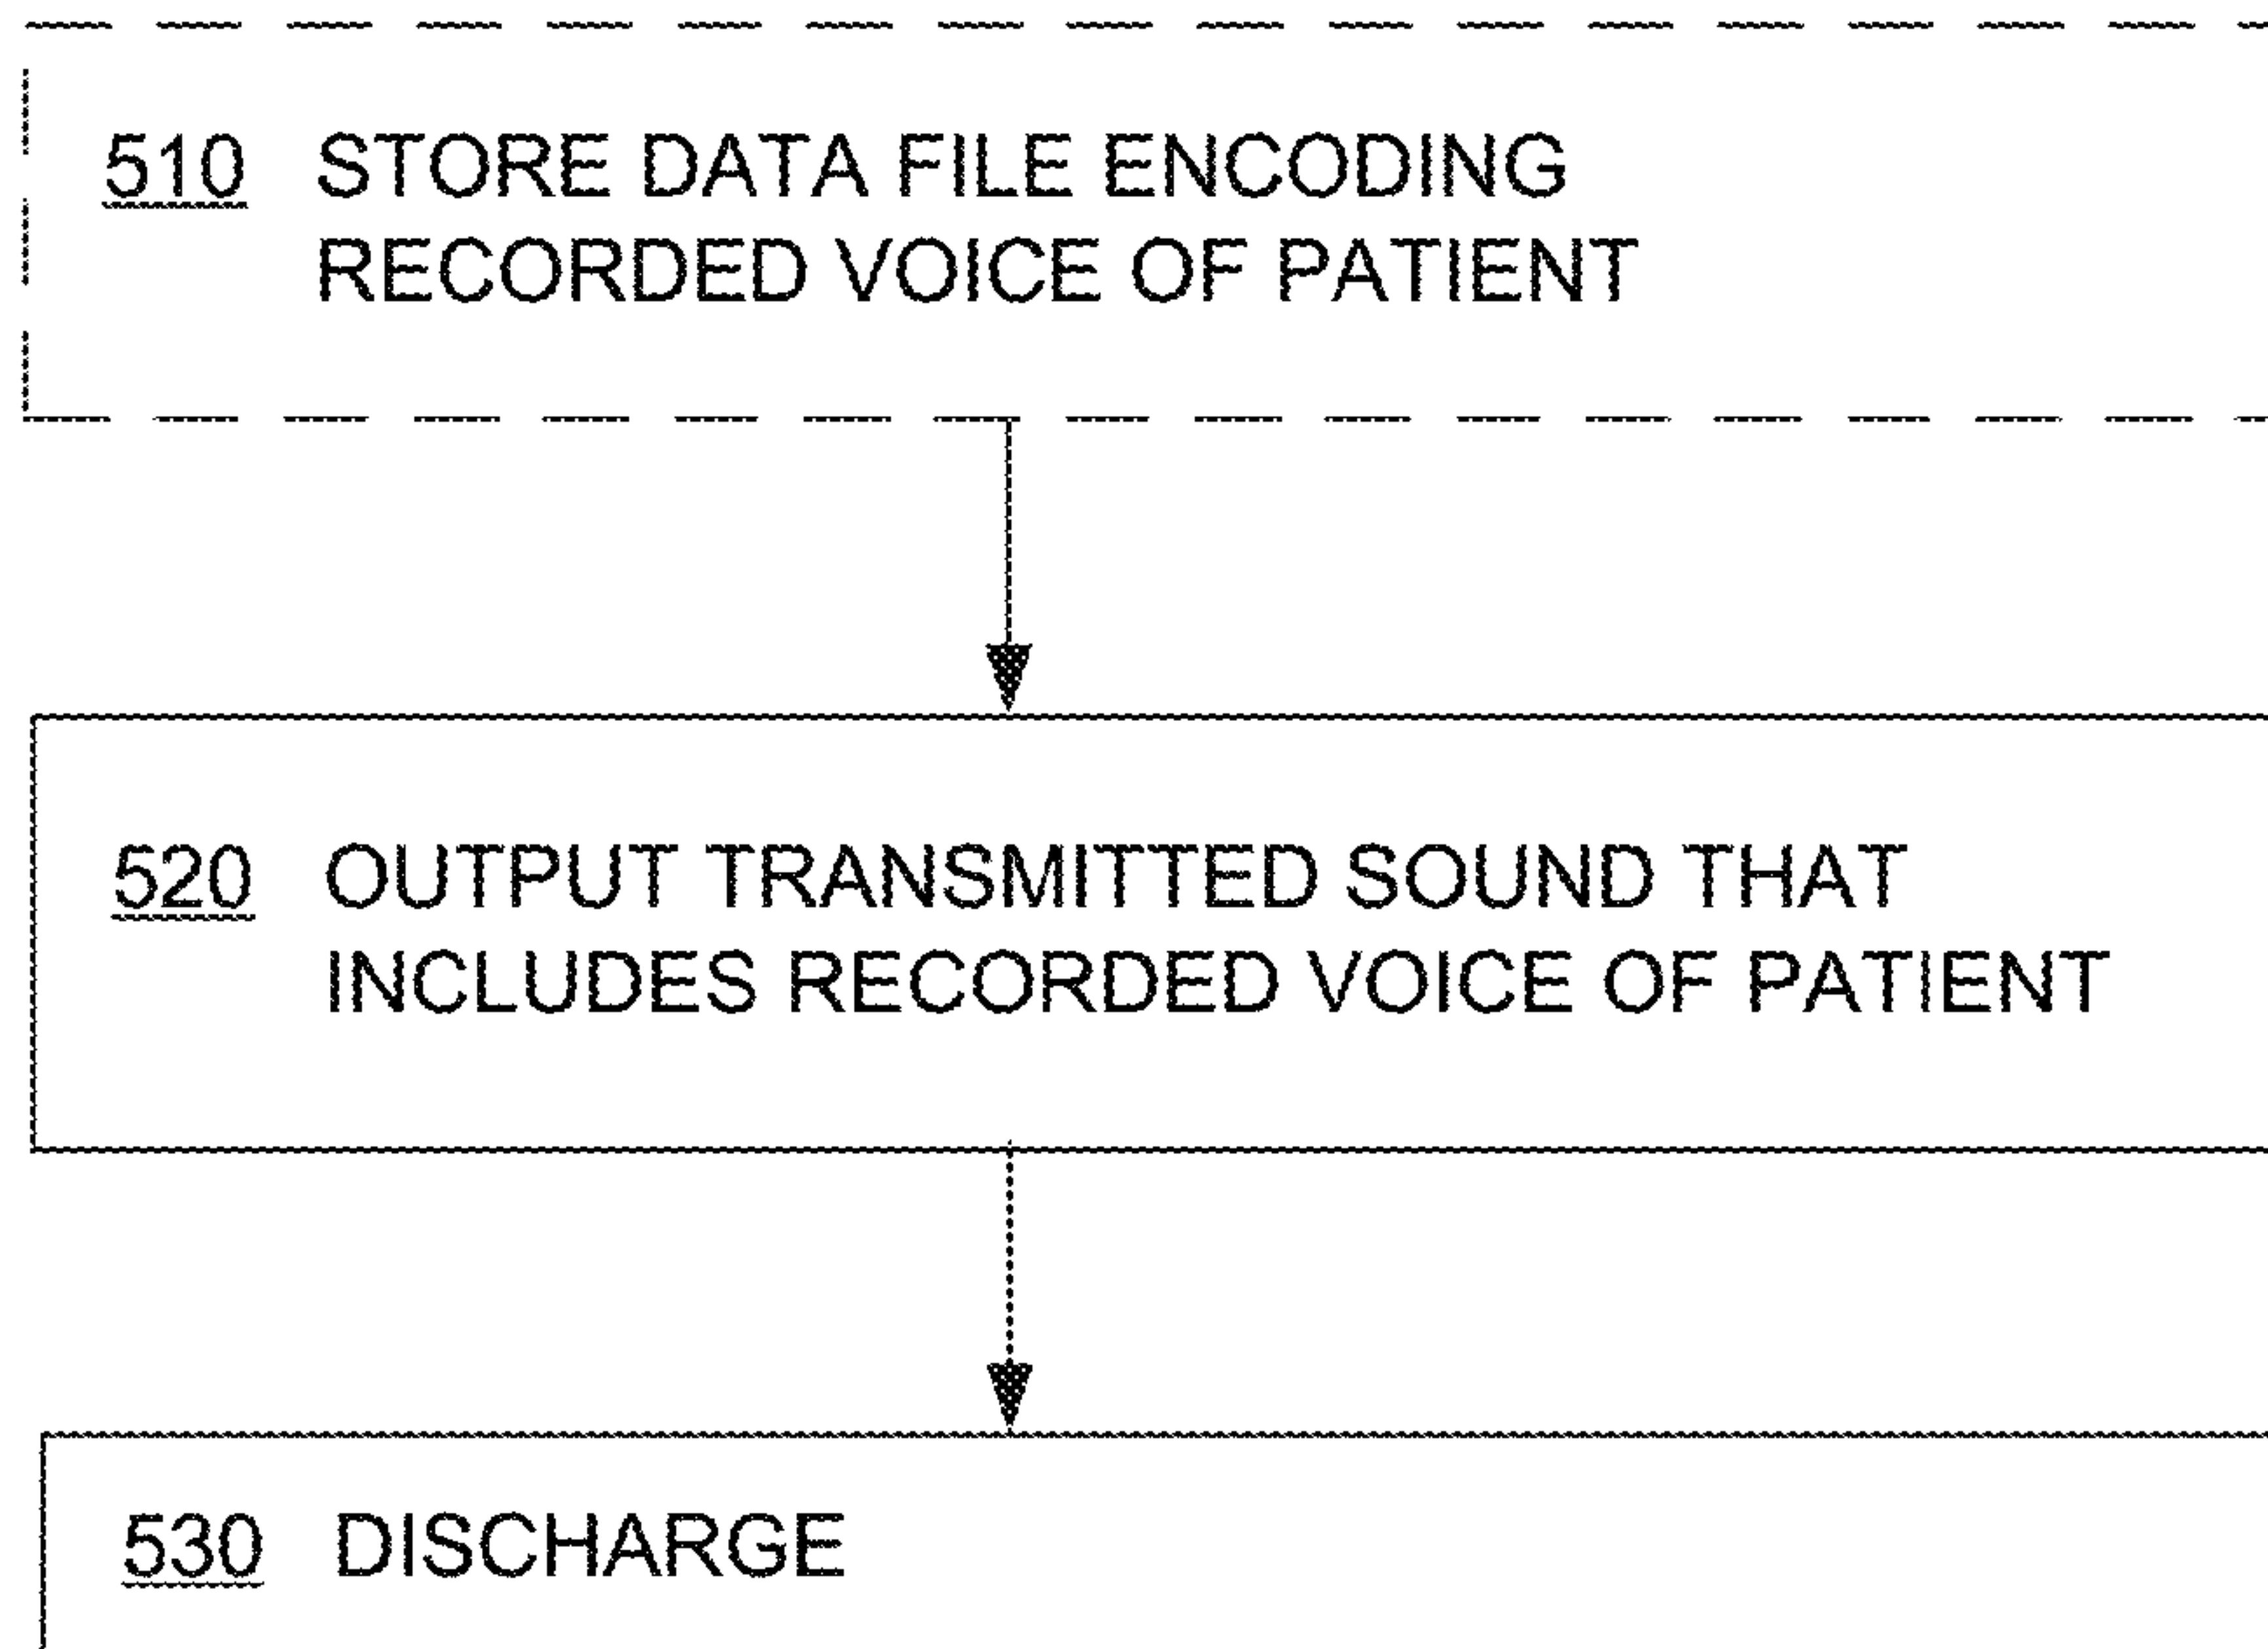 510 STORE DATA FILE ENCODING
RECORDED VOICE OF PATIENT
520 OUTPUT TRANSMITTED SOUND THAT
INCLUDES RECORDED VOICE OF PATIENT
530 DISCHARGE